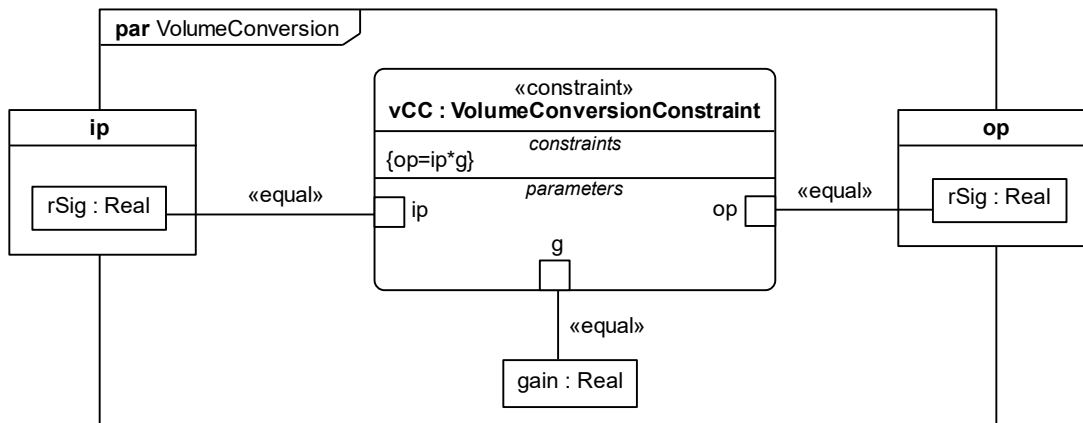 par VolumeConversion
«constraint»
vCC : VolumeConversionConstraint
constraints
{op=ip*g}
parameters
ip
rSig : Real
«equal»
ip
op
g
«equal»
op
rSig : Real
«equal»
gain : Real